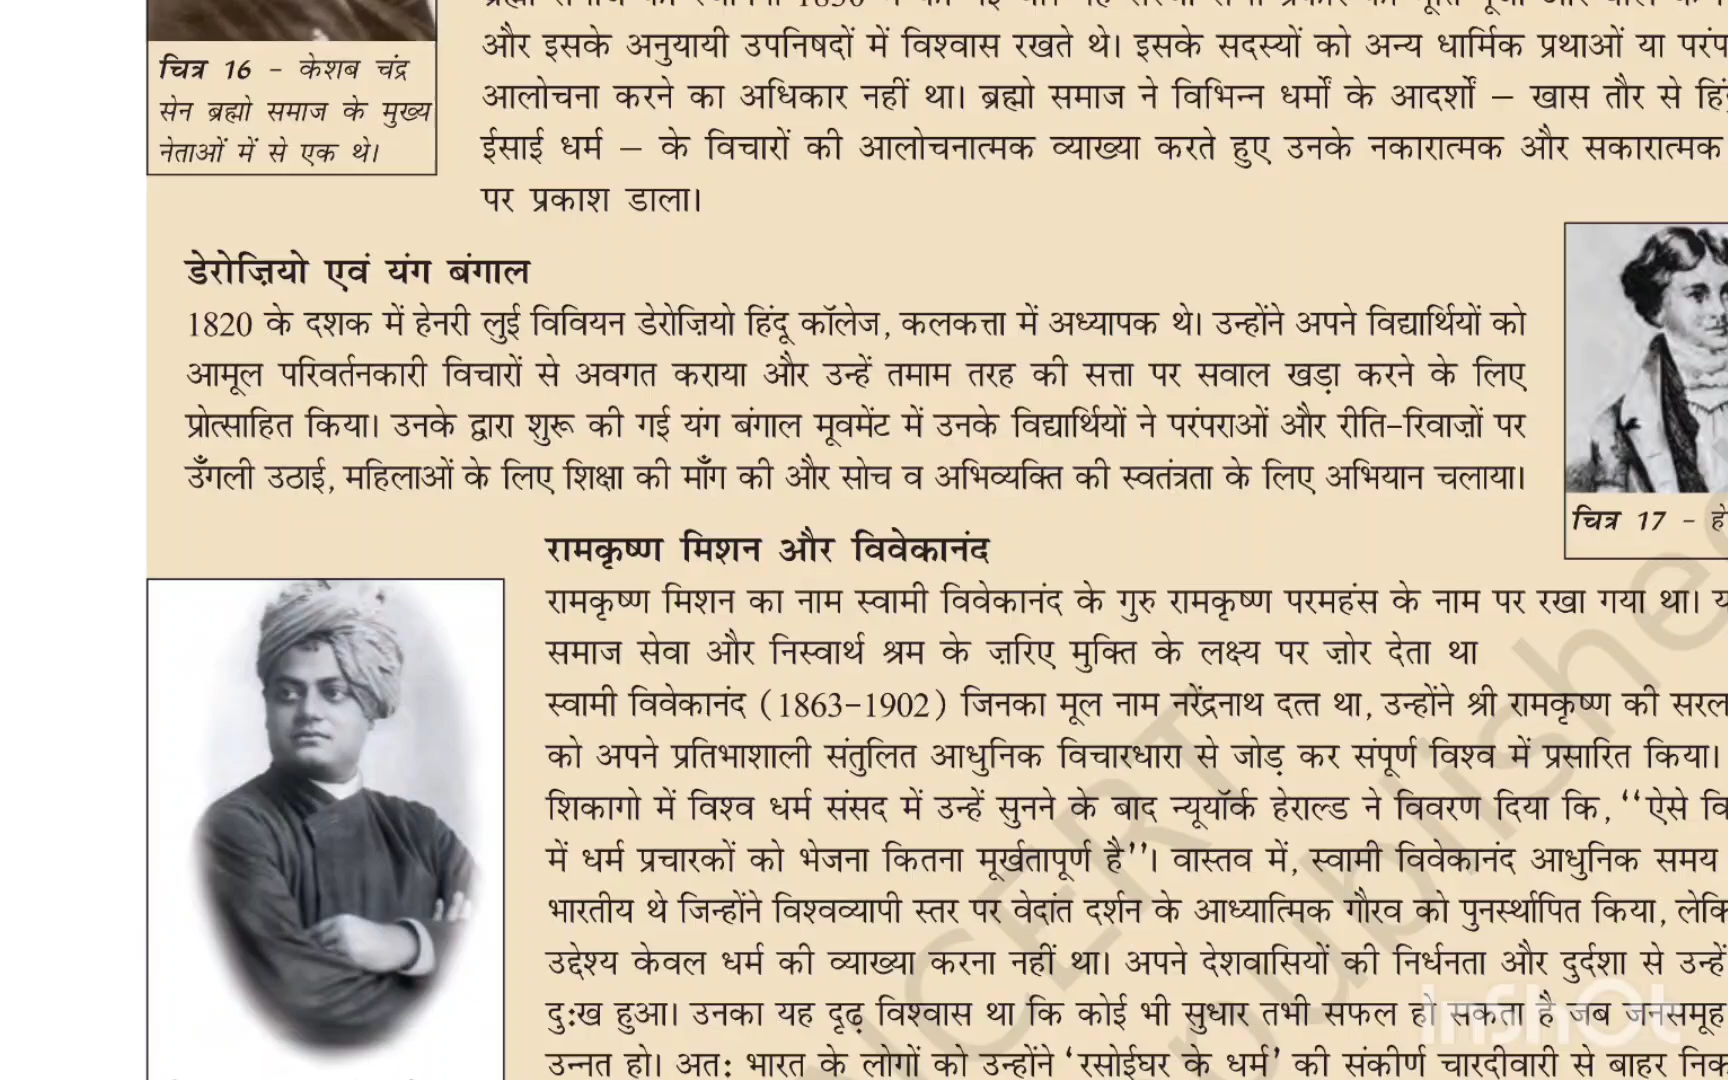 चित्र 16 - केशब चंद्र
सेन ब्रह्मो समाज के मुख्य
नेताओं में से एक थे।
और इसके अनुयायी उपनिषदों में विश्वास रखते थे। इसके सदस्यों को अन्य धार्मिक प्रथाओं या
आलोचना करने का अधिकार नहीं था। ब्रह्मो समाज ने विभिन्न धर्मों के आदर्शों – खास तौर से
ईसाई धर्म – के विचारों की आलोचनात्मक व्याख्या करते हुए उनके नकारात्मक और सकारात्मक
पर प्रकाश डाला।
डेरोज़ियो एवं यंग बंगाल
1820 के दशक में हेनरी लुई विवियन डेरोज़ियो हिंदू कॉलेज, कलकत्ता में अध्यापक थे। उन्होंने अपने विद्यार्थियों को
आमूल परिवर्तनकारी विचारों से अवगत कराया और उन्हें तमाम तरह की सत्ता पर सवाल खड़ा करने के लिए
प्रोत्साहित किया। उनके द्वारा शुरू की गई यंग बंगाल मूवमेंट में उनके विद्यार्थियों ने परंपराओं और रीति-रिवाज़ों पर
उँगली उठाई, महिलाओं के लिए शिक्षा की माँग की और सोच व अभिव्यक्ति की स्वतंत्रता के लिए अभियान चलाया।
चित्र 17 -
रामकृष्ण मिशन और विवेकानंद
रामकृष्ण मिशन का नाम स्वामी विवेकानंद के गुरु रामकृष्ण परमहंस के नाम पर रखा गया था।
समाज सेवा और निस्वार्थ श्रम के ज़रिए मुक्ति के लक्ष्य पर ज़ोर देता था
स्वामी विवेकानंद (1863-1902) जिनका मूल नाम नरेंद्रनाथ दत्त था, उन्होंने श्री रामकृष्ण की सरल
को अपने प्रतिभाशाली संतुलित आधुनिक विचारधारा से जोड़ कर संपूर्ण विश्व में प्रसारित किया।
शिकागो में विश्व धर्म संसद में उन्हें सुनने के बाद न्यूयॉर्क हेराल्ड ने विवरण दिया कि, ‘‘ऐसे
में धर्म प्रचारकों को भेजना कितना मूर्खतापूर्ण है’’। वास्तव में, स्वामी विवेकानंद आधुनिक समय
भारतीय थे जिन्होंने विश्वव्यापी स्तर पर वेदांत दर्शन के आध्यात्मिक गौरव को पुनर्स्थापित किया,
उद्देश्य केवल धर्म की व्याख्या करना नहीं था। अपने देशवासियों की निर्धनता और दुर्दशा से उन्हें
दुःख हुआ। उनका यह दृढ़ विश्वास था कि कोई भी सुधार तभी सफल हो सकता है जब जनसमूह
उन्नत हो। अतः भारत के लोगों को उन्होंने ‘रसोईघर के धर्म’ की संकीर्ण चारदीवारी से बाहर
NCERT
InShOt